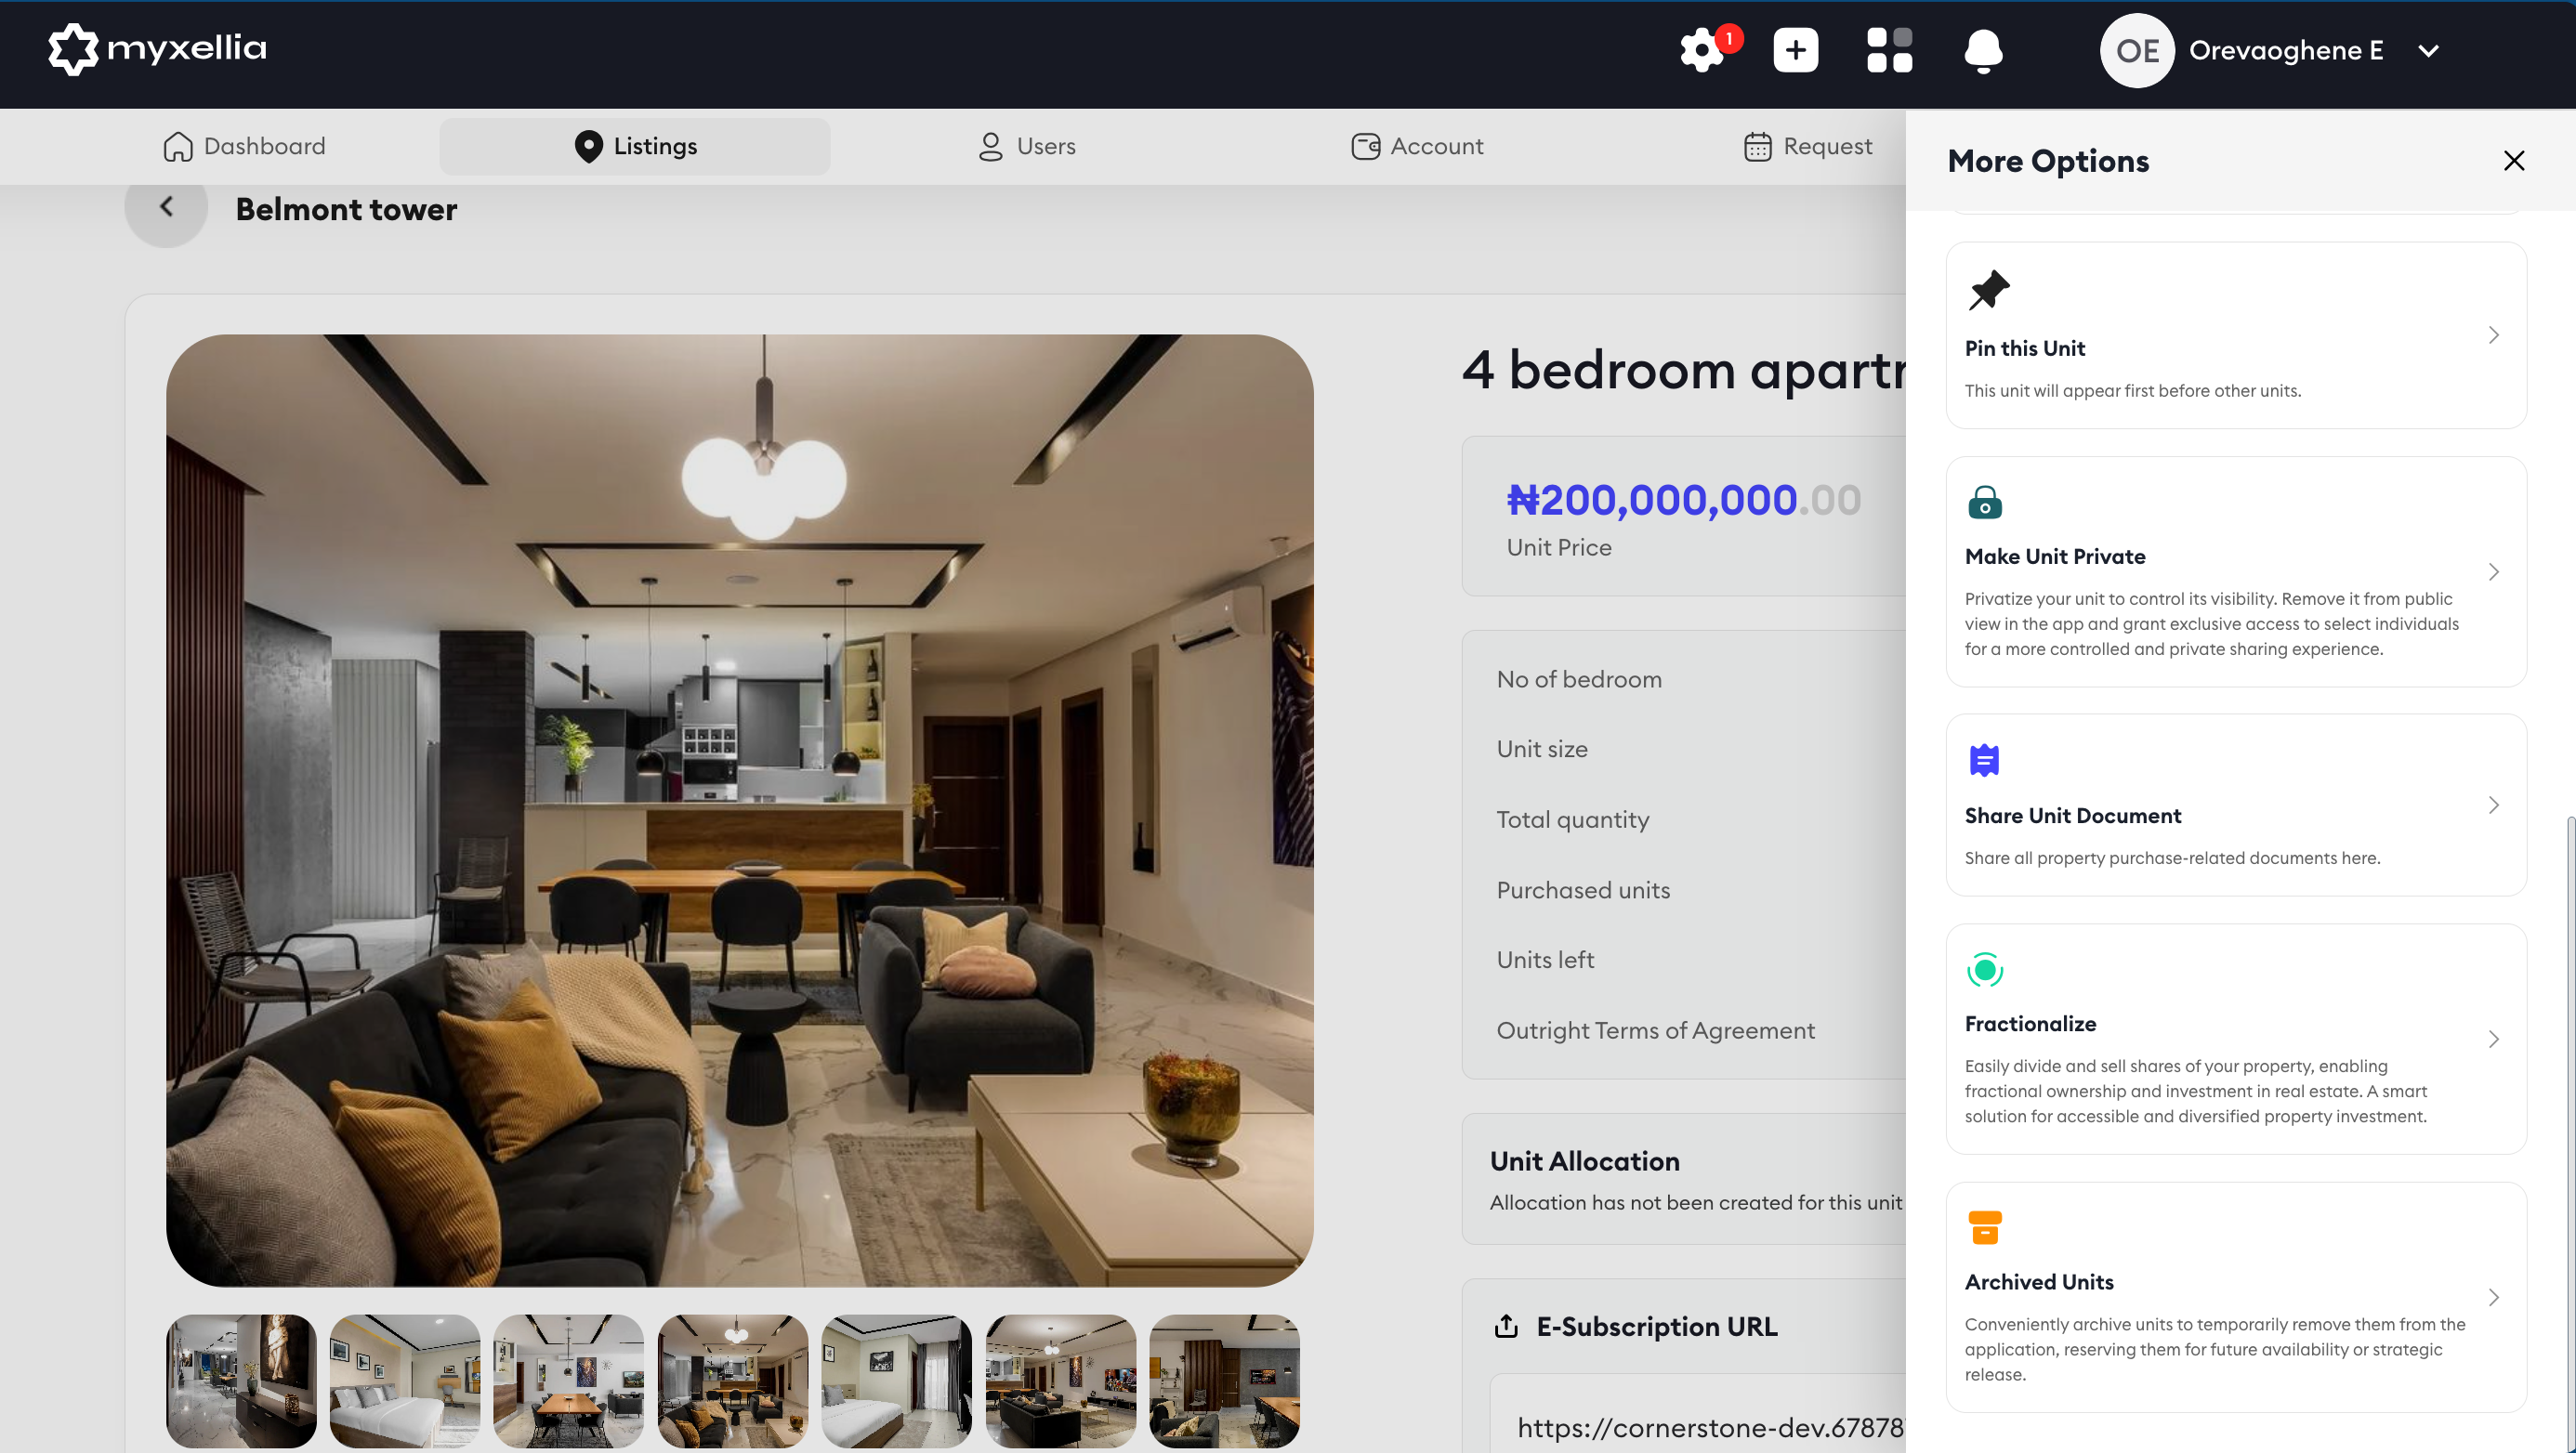 myxellia
1
OE
Orevaoghene E
Dashboard
Listings
Users
Account
Request
Belmont tower
4 bedroom
₦200,000,000.00
Unit Price
No of bedroom
Unit size
Total quantity
Purchased units
Units left
Outright Terms of Agreement
Unit Allocation
Allocation has not been created for this unit
E-Subscription URL
https://cornerstone-dev.67878
More Options
Pin this Unit
This unit will appear first before other units.
Make Unit Private
Privatize your unit to control its visibility. Remove it from public
view in the app and grant exclusive access to select individuals
for a more controlled and private sharing experience.
Share Unit Document
Share all property purchase-related documents here.
Fractionalize
Easily divide and sell shares of your property, enabling
fractional ownership and investment in real estate. A smart
solution for accessible and diversified property investment.
Archived Units
Conveniently archive units to temporarily remove them from the
application, reserving them for future availability or strategic
release.